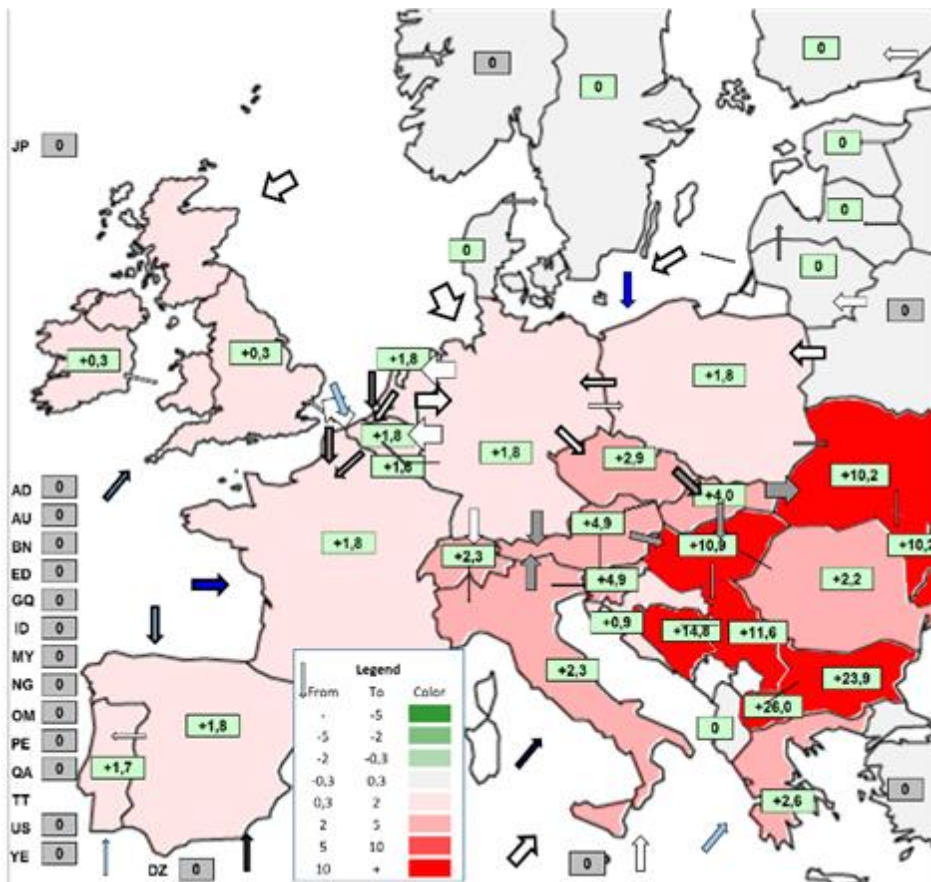 0
0
0
JP 0
0
0
0
0
0
+0,3
+0,3
+1,8
+1,8
+1,8
+1,8
+2,9
+10,2
AD 0
+4,0
AU 0
+4,9
BN 0
+1,8
+2,3
+10,9
+10,2
ED 0
+4,9
+2,2
GQ 0
ID 0
+0,9
+14,8
+11,6
MY 0
Legend
From To Color
- -5
-5 -2
-2 -0,3
-0,3 0,3
0,3 2
2 5
5 10
10 +
+2,3
+23,9
NG 0
+26,0
OM 0
+1,8
0
PE 0
QA 0
+1,7
0
TT
+2,6
US 0
YE 0
DZ 0
0